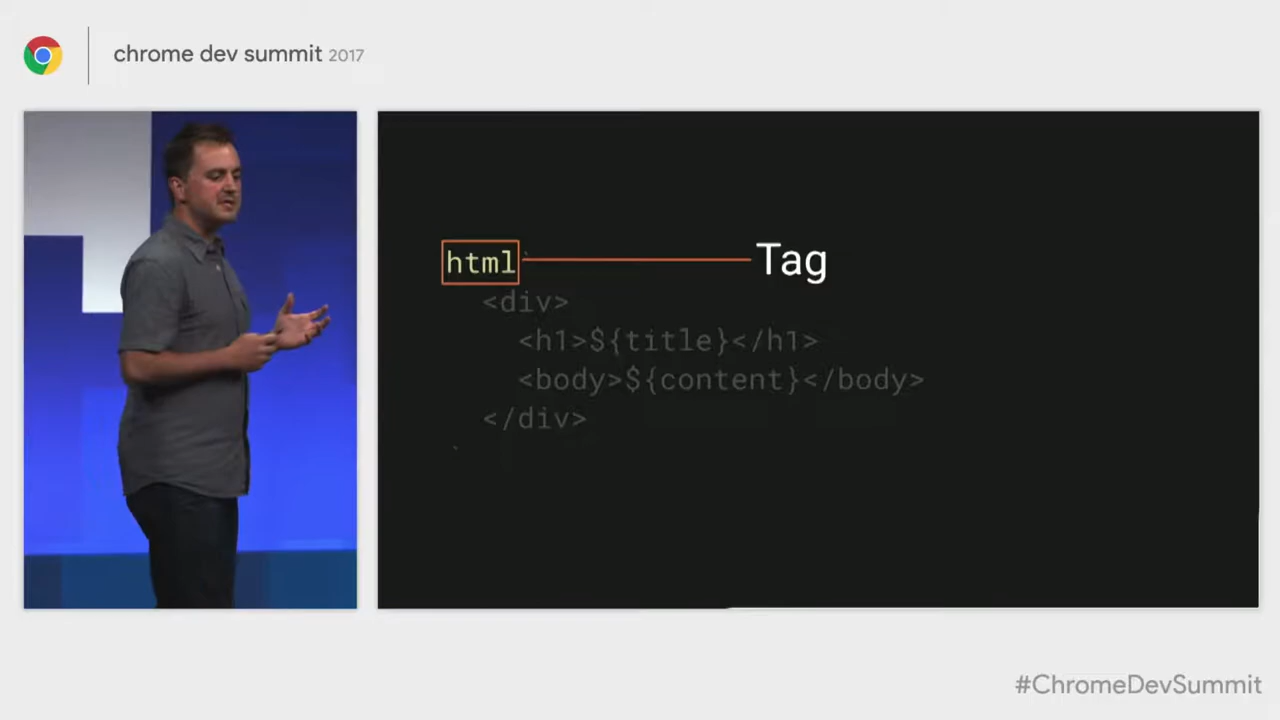 chrome dev summit 2017
html Tag
<div>
<h1>${title}</h1>
<body>${content}</body>
</div>
#ChromeDevSummit